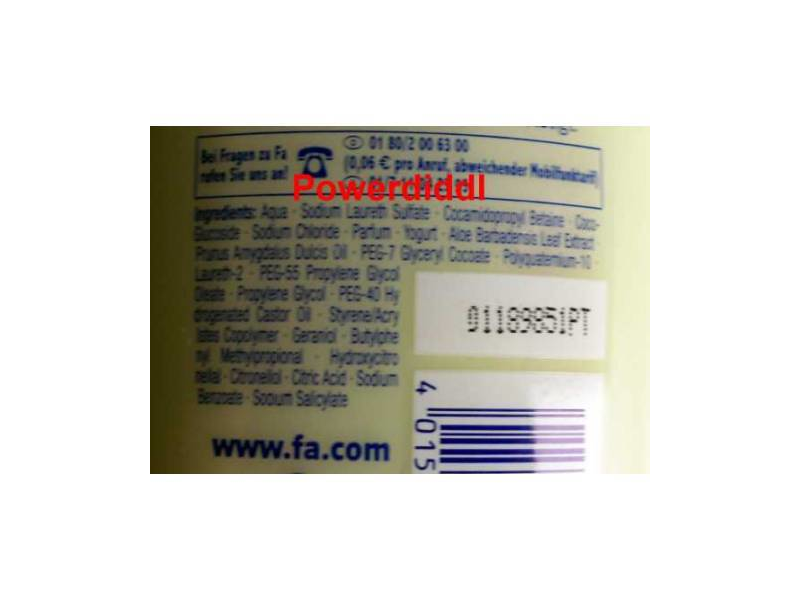 Bei Fragen zu Fa
rufen Sie uns an!
01 80/2 00 63 00
(0,06 € pro Anruf, abweichender Mobilfunktarif)
Powerdiddl
Ingredients: Aqua · Sodium Laureth Sulfate · Cocamidopropyl Betaine · Coco-
Glucoside · Sodium Chloride · Parfum · Yogurt · Aloe Barbadensis Leaf Extract ·
Prunus Amygdalus Dulcis Oil · PEG-7 Glyceryl Cocoate · Polyquaternium-10 ·
Laureth-2 · PEG-55 Propylene Glycol
Oleate · Propylene Glycol · PEG-40 Hy
drogenated Castor Oil · Styrene/Acry
lates Copolymer · Geraniol · Butylphe
nyl Methylpropional · Hydroxycitro
nellal · Citronellol · Citric Acid · Sodium
Benzoate · Sodium Salicylate
01189851PT
4 015
www.fa.com